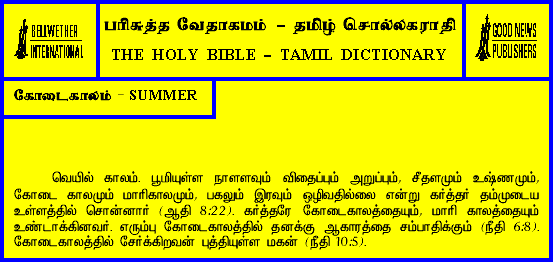 BELLWETHER
INTERNATIONAL
பரிசுத்த வேதாகமம் - தமிழ் சொல்லகராதி
THE HOLY BIBLE - TAMIL DICTIONARY
GOOD NEWS
PUBLISHERS
கோடைகாலம் - SUMMER
வெயில் காலம். பூமியுள்ள நாளளவும் விதைப்பும் அறுப்பும், சீதளமும் உஷ்ணமும்,
கோடை காலமும் மாரிகாலமும், பகலும் இரவும் ஒழிவதில்லை என்று கர்த்தர் தம்முடைய
உள்ளத்தில் சொன்னார் (ஆதி 8:22). கர்த்தரே கோடைகாலத்தையும், மாரி காலத்தையும்
உண்டாக்கினவர். எரும்பு கோடைகாலத்தில் தனக்கு ஆகாரத்தை சம்பாதிக்கும் (நீதி 6:8).
கோடைகாலத்தில் சேர்க்கிறவன் புத்தியுள்ள மகன் (நீதி 10:5).